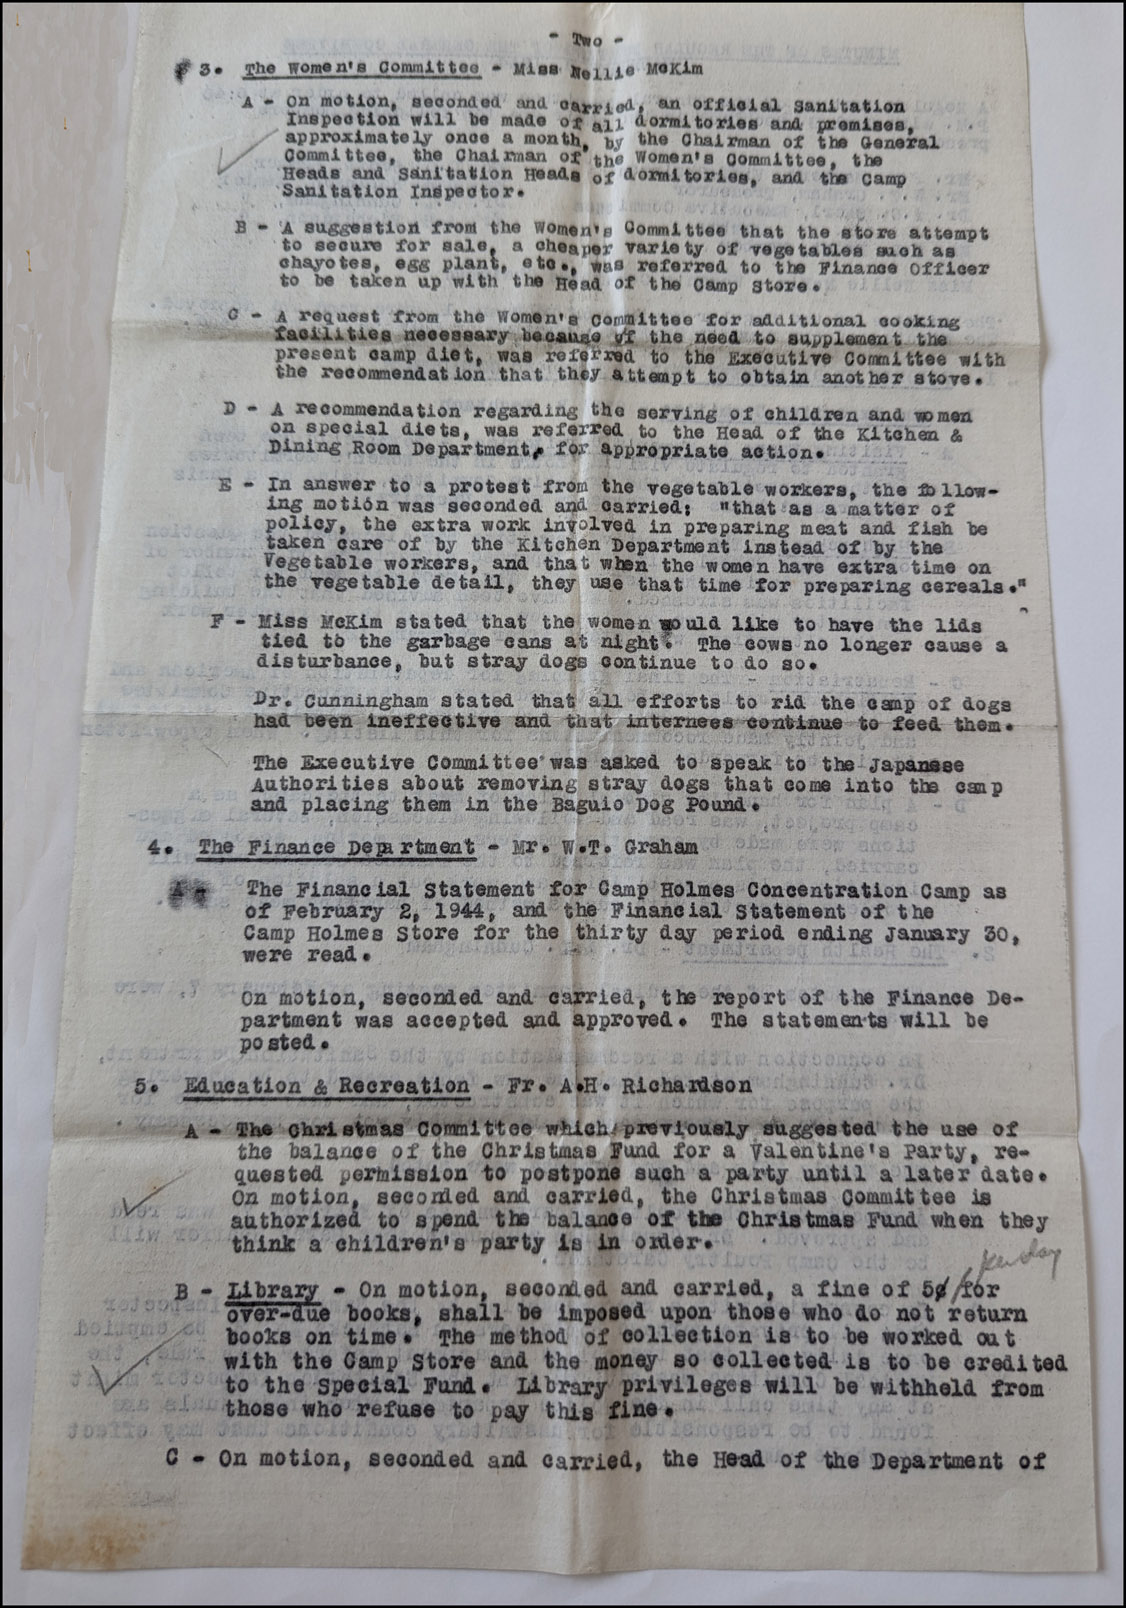 - Two -
3. The Women's Committee - Miss Nellie McKim
A - On motion, seconded and carried, an official Sanitation
Inspection will be made of all dormitories and premises,
approximately once a month, by the Chairman of the General
Committee, the Chairman of the Women's Committee, the
Heads and Sanitation Heads of dormitories, and the Camp
Sanitation Inspector.
B - A suggestion from the Women's Committee that the store attempt
to secure for sale, a cheaper variety of vegetables such as
chayotes, egg plant, etc., was referred to the Finance Officer
to be taken up with the Head of the Camp Store.
C - A request from the Women's Committee for additional cooking
facilities necessary because of the need to supplement the
present camp diet, was referred to the Executive Committee with
the recommendation that they attempt to obtain another stove.
D - A recommendation regarding the serving of children and women
on special diets, was referred to the Head of the Kitchen &
Dining Room Department, for appropriate action.
E - In answer to a protest from the vegetable workers, the follow-
ing motion was seconded and carried: "that as a matter of
policy, the extra work involved in preparing meat and fish be
taken care of by the Kitchen Department instead of by the
Vegetable workers, and that when the women have extra time on
the vegetable detail, they use that time for preparing cereals."
F - Miss McKim stated that the women would like to have the lids
tied to the garbage cans at night. The cows no longer cause a
disturbance, but stray dogs continue to do so.
Dr. Cunningham stated that all efforts to rid the camp of dogs
had been ineffective and that internees continue to feed them.
The Executive Committee was asked to speak to the Japanese
Authorities about removing stray dogs that come into the camp
and placing them in the Baguio Dog Pound.
4. The Finance Department - Mr. W.T. Graham
The Financial Statement for Camp Holmes Concentration Camp as
of February 2, 1944, and the Financial Statement of the
Camp Holmes Store for the thirty day period ending January 30,
were read.
On motion, seconded and carried, the report of the Finance De-
partment was accepted and approved. The statements will be
posted.
5. Education & Recreation - Fr. A.H. Richardson
A - The Christmas Committee which previously suggested the use of
the balance of the Christmas Fund for a Valentine's Party, re-
quested permission to postpone such a party until a later date.
On motion, seconded and carried, the Christmas Committee is
authorized to spend the balance of the Christmas Fund when they
think a children's party is in order.
per day
B - Library - On motion, seconded and carried, a fine of 5¢/for
over-due books, shall be imposed upon those who do not return
books on time. The method of collection is to be worked out
with the Camp Store and the money so collected is to be credited
to the Special Fund. Library privileges will be withheld from
those who refuse to pay this fine.
C - On motion, seconded and carried, the Head of the Department of